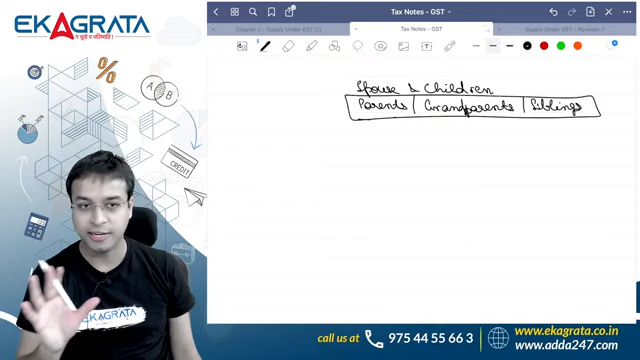 EKAGRATA
Tax Notes - GST
Chapter 3 - Supply Under GST (1)
Tax Notes - GST
Supply Under GST - Revision 1
Spouse & Children
Parents | Grandparents | Siblings
%
A
B
CREDIT
EKAGRATA
call us at 975 44 55 66 3
www.ekagrata.co.in
www.adda247.com